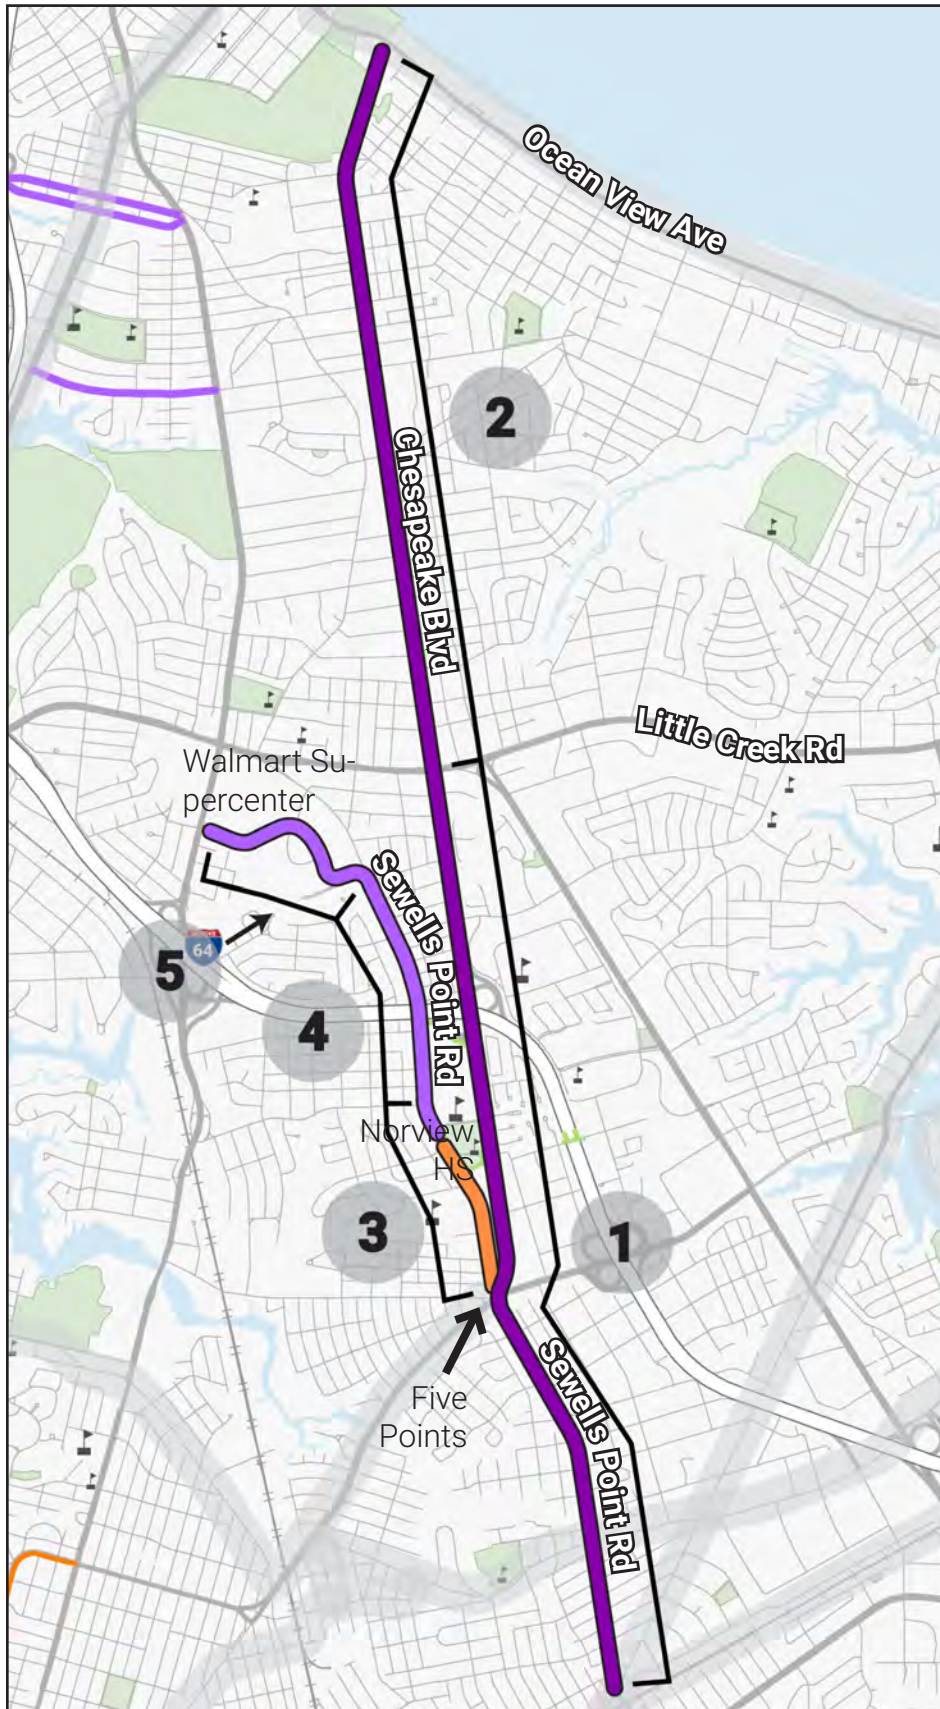 Ocean View Ave
2
Chesapeake Blvd
Little Creek Rd
Walmart Su-
percenter
Sewells Point Rd
5
64
4
Norview
HS
3
1
Five
Points
Sewells Point Rd